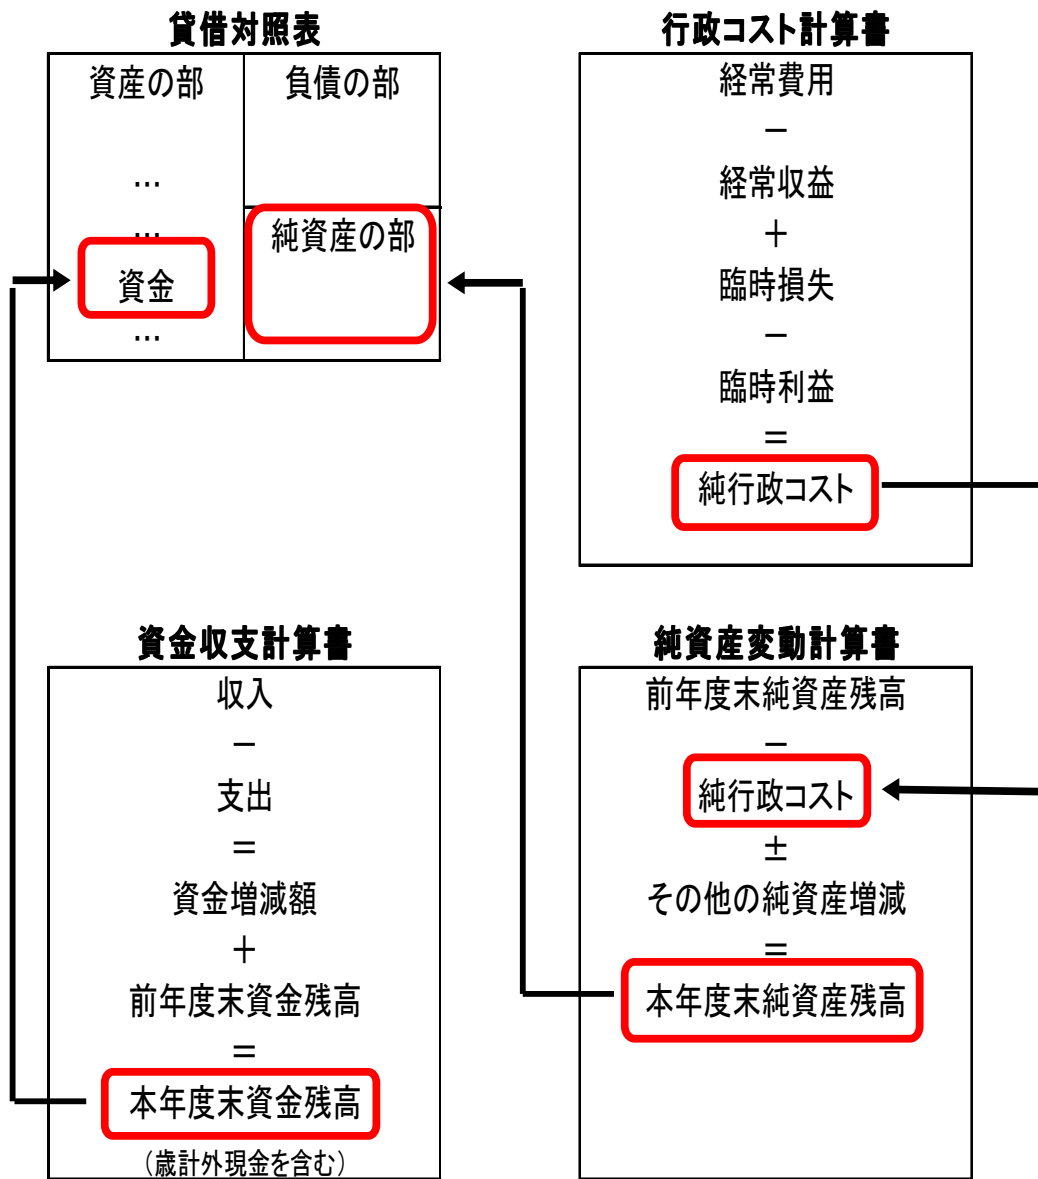 貸借対照表
資産の部
負債の部
…
…
純資産の部
資金
…
行政コスト計算書
経常費用
－
経常収益
＋
臨時損失
－
臨時利益
＝
純行政コスト
資金収支計算書
収入
－
支出
＝
資金増減額
＋
前年度末資金残高
＝
本年度末資金残高
（歳計外現金を含む）
純資産変動計算書
前年度末純資産残高
－
純行政コスト
±
その他の純資産増減
＝
本年度末純資産残高